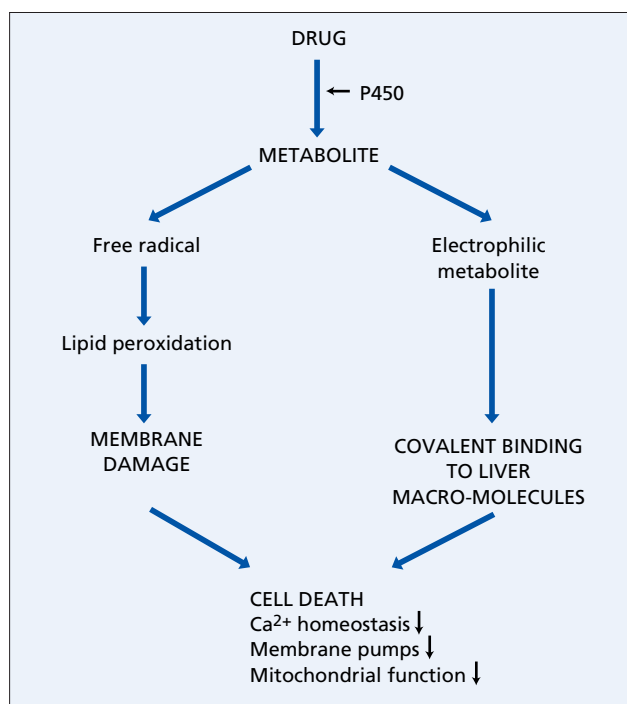 DRUG
P450
METABOLITE
Free radical
Electrophilic
metabolite
Lipid peroxidation
MEMBRANE
DAMAGE
COVALENT BINDING
TO LIVER
MACRO-MOLECULES
CELL DEATH
Ca²⁺ homeostasis ↓
Membrane pumps ↓
Mitochondrial function ↓